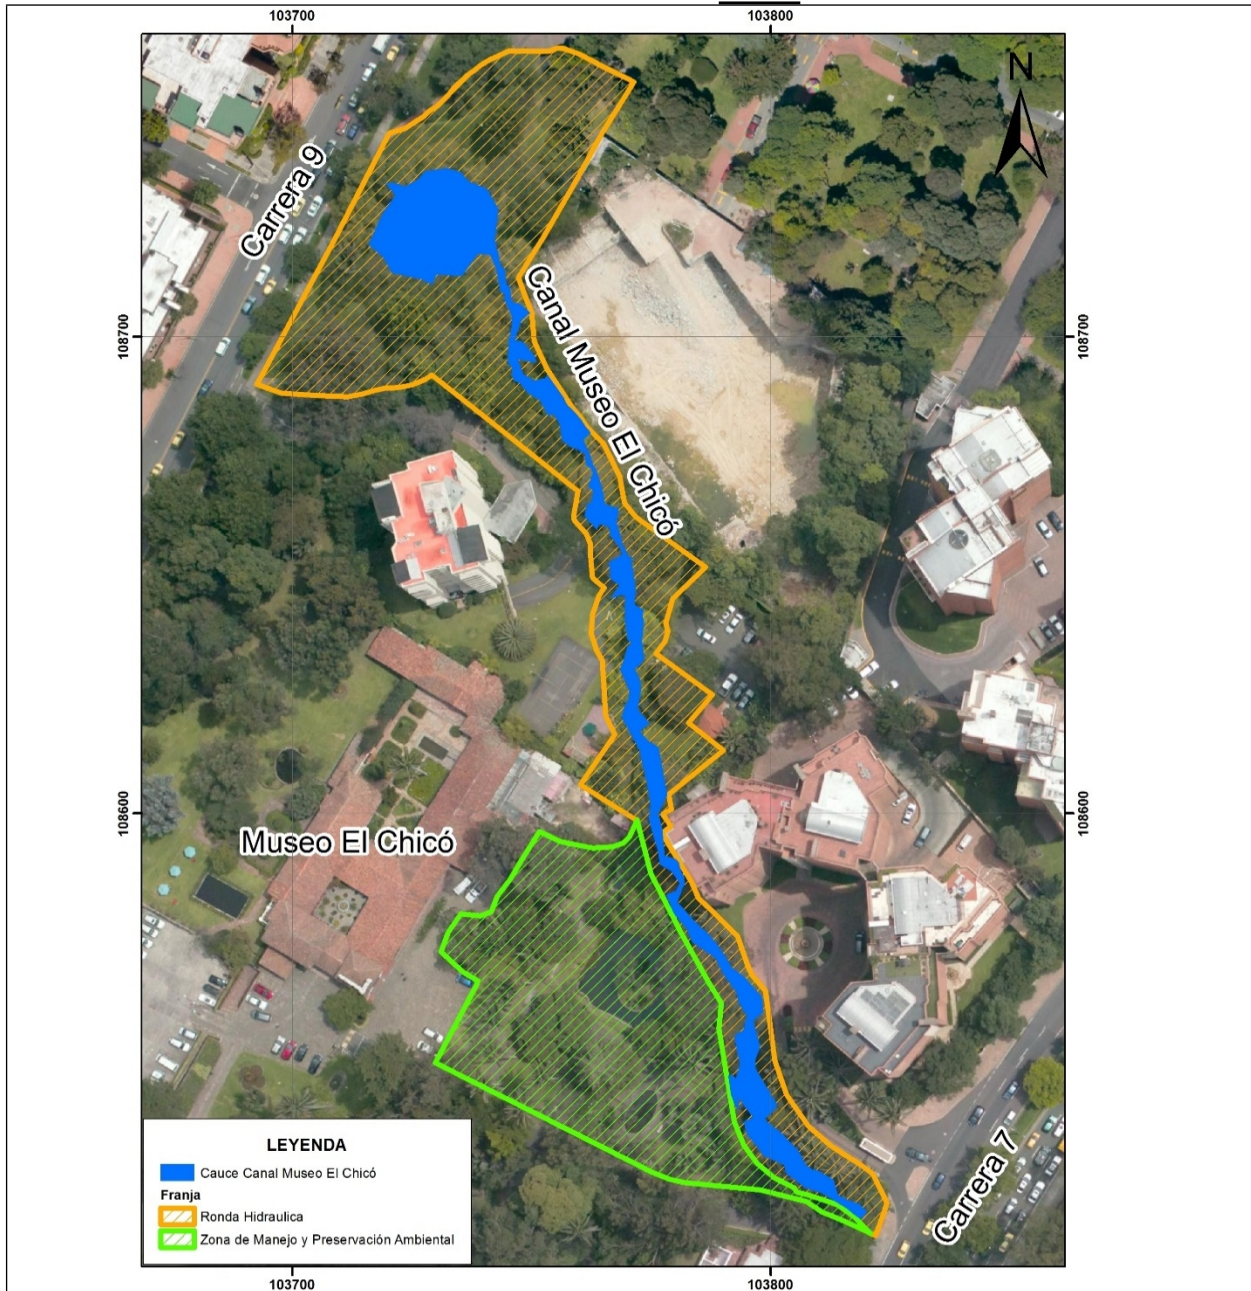 103700
103800
N
Carrera 9
108700
108700
Canal Museo El Chicó
108600
108600
Museo El Chicó
Carrera 7
LEYENDA
Cauce Canal Museo El Chicó
Franja
Ronda Hidraulica
Zona de Manejo y Preservación Ambiental
103700
103800